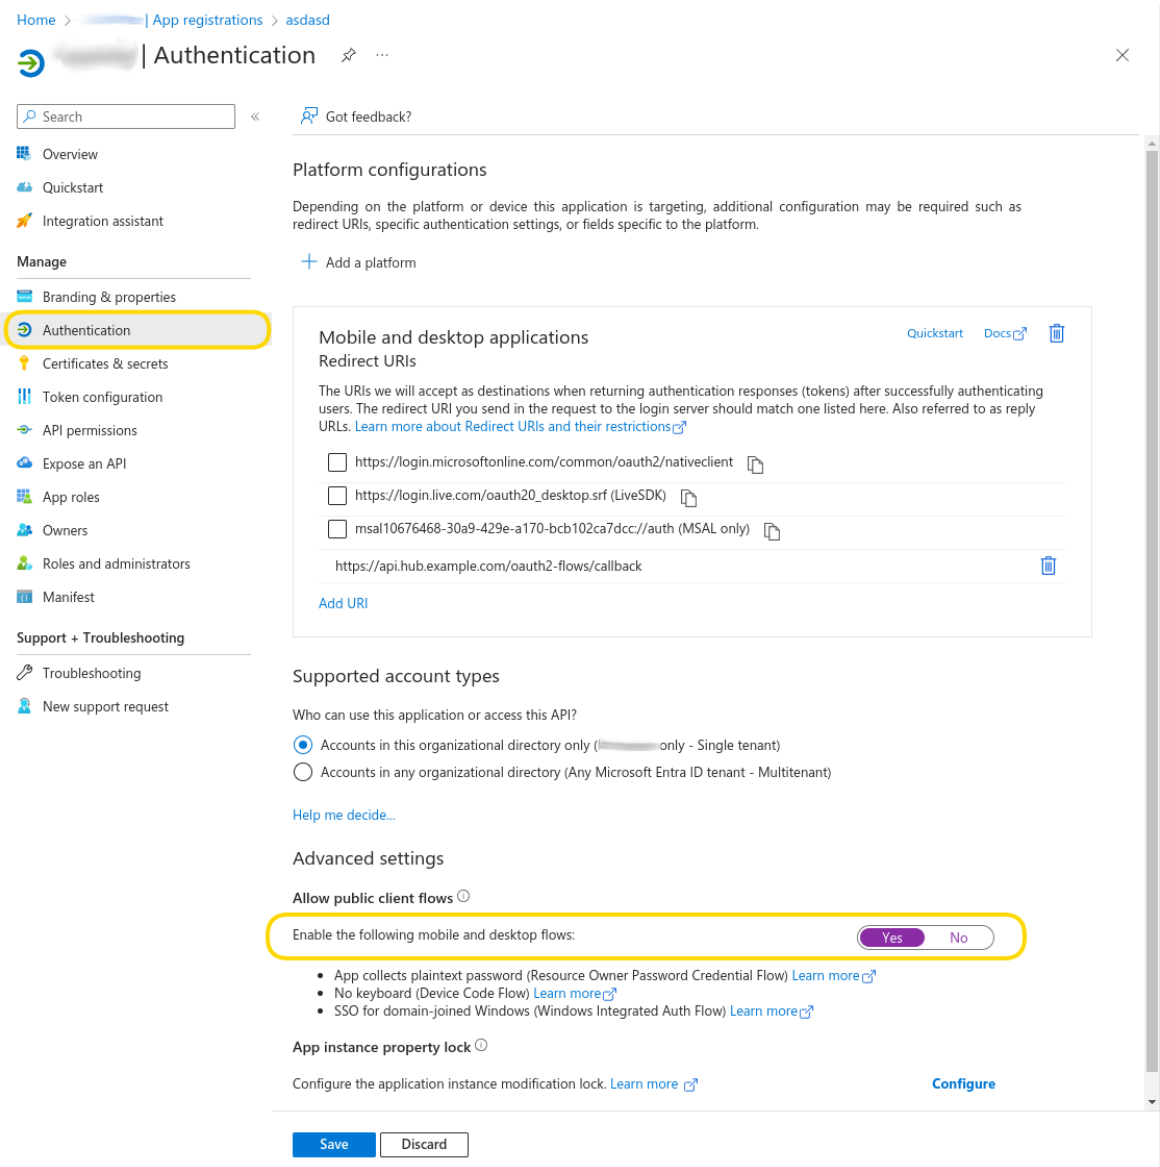 Home > | App registrations > asdasd
| Authentication ...
Search «
Overview
Quickstart
Integration assistant
Manage
Branding & properties
Authentication
Certificates & secrets
Token configuration
API permissions
Expose an API
App roles
Owners
Roles and administrators
Manifest
Support + Troubleshooting
Troubleshooting
New support request
Got feedback?
Platform configurations
Depending on the platform or device this application is targeting, additional configuration may be required such as
redirect URIs, specific authentication settings, or fields specific to the platform.
Add a platform
Mobile and desktop applications Quickstart Docs
Redirect URIs
The URIs we will accept as destinations when returning authentication responses (tokens) after successfully authenticating
users. The redirect URI you send in the request to the login server should match one listed here. Also referred to as reply
URLs. Learn more about Redirect URIs and their restrictions
https://login.microsoftonline.com/common/oauth2/nativeclient
https://login.live.com/oauth20_desktop.srf (LiveSDK)
msal10676468-30a9-429e-a170-bcb102ca7dcc://auth (MSAL only)
https://api.hub.example.com/oauth2-flows/callback
Add URI
Supported account types
Who can use this application or access this API?
Accounts in this organizational directory only ( only - Single tenant)
Accounts in any organizational directory (Any Microsoft Entra ID tenant - Multitenant)
Help me decide...
Advanced settings
Allow public client flows
Enable the following mobile and desktop flows: Yes No
• App collects plaintext password (Resource Owner Password Credential Flow) Learn more
• No keyboard (Device Code Flow) Learn more
• SSO for domain-joined Windows (Windows Integrated Auth Flow) Learn more
App instance property lock
Configure the application instance modification lock. Learn more Configure
Save Discard